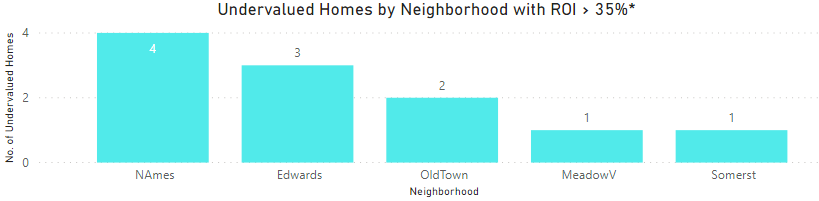 Undervalued Homes by Neighborhood with ROI > 35%*
No. of Undervalued Homes
4
2
0
4
3
2
1
1
NAmes Edwards OldTown MeadowV Somerst
Neighborhood